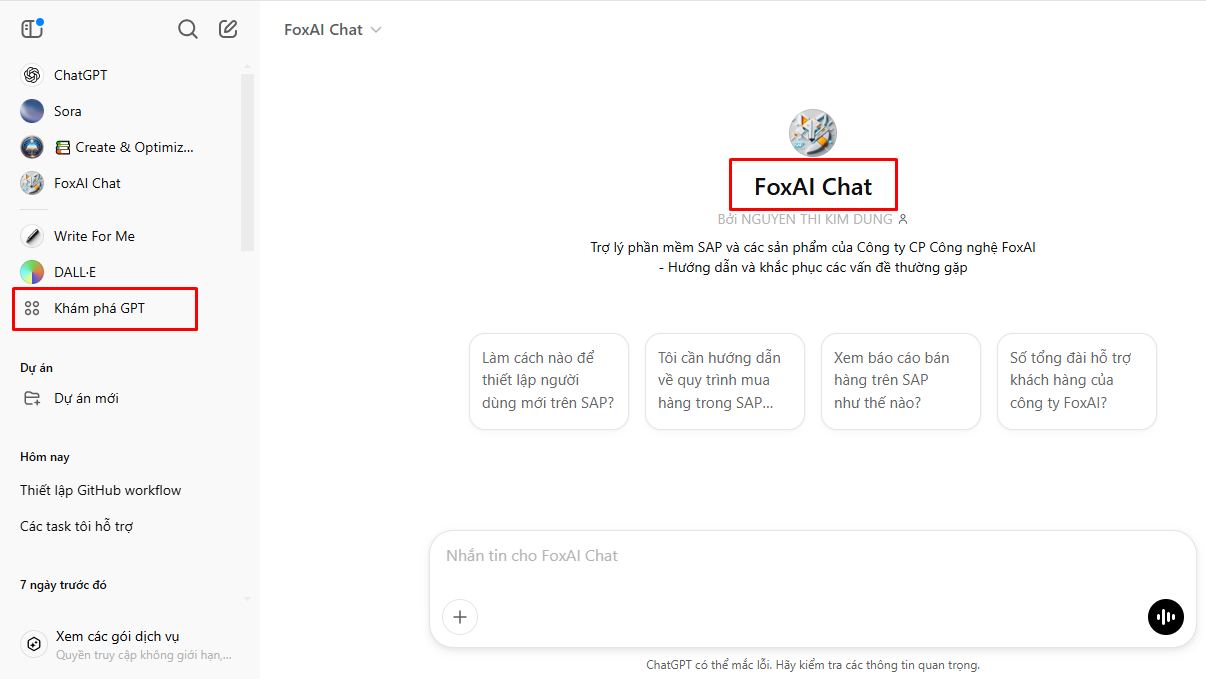 ChatGPT
Sora
Create & Optimiz...
FoxAI Chat
Write For Me
DALL·E
Khám phá GPT
Dự án
Dự án mới
Hôm nay
Thiết lập GitHub workflow
Các task tôi hỗ trợ
7 ngày trước đó
Xem các gói dịch vụ
Quyền truy cập không giới hạn,...
FoxAI Chat
FoxAI Chat
Bởi NGUYEN THI KIM DUNG
Trợ lý phần mềm SAP và các sản phẩm của Công ty CP Công nghệ FoxAI
- Hướng dẫn và khắc phục các vấn đề thường gặp
Làm cách nào để
thiết lập người
dùng mới trên SAP?
Tôi cần hướng dẫn
về quy trình mua
hàng trong SAP...
Xem báo cáo bán
hàng trên SAP
như thế nào?
Số tổng đài hỗ trợ
khách hàng của
công ty FoxAI?
Nhắn tin cho FoxAI Chat
ChatGPT có thể mắc lỗi. Hãy kiểm tra các thông tin quan trọng.